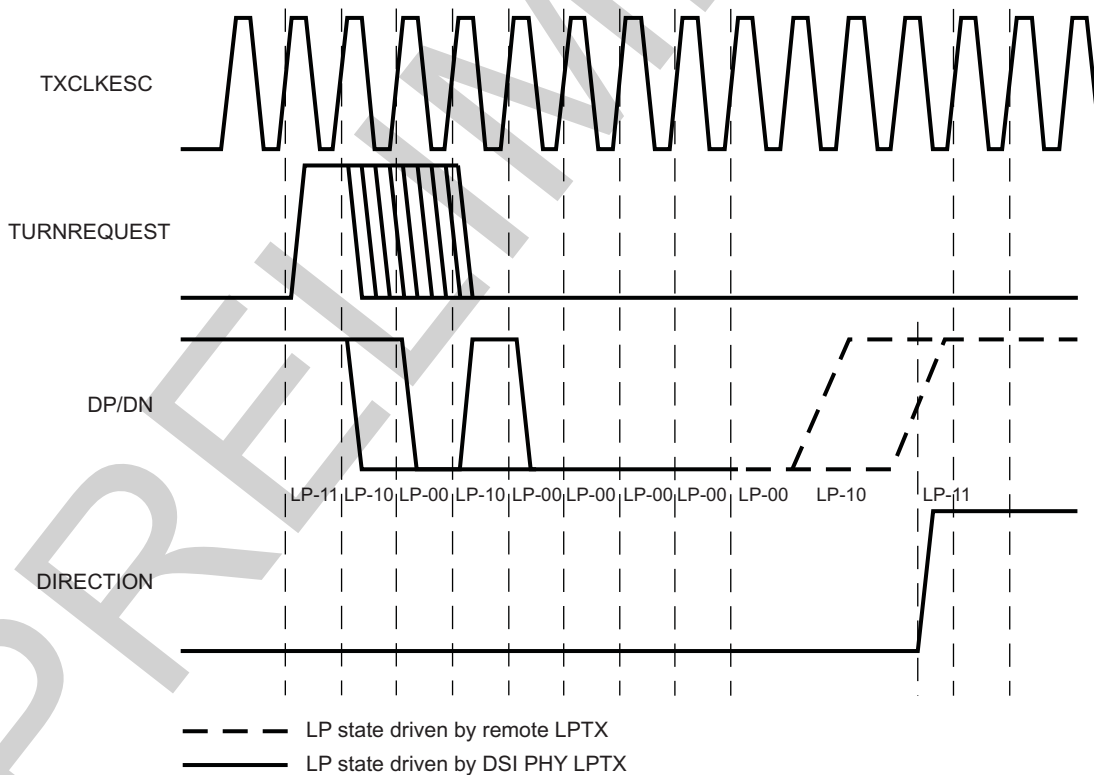 TXCLKESC
TURNREQUEST
DP/DN
LP-11 LP-10 LP-00 LP-10 LP-00 LP-00 LP-00 LP-00 LP-00 LP-10 LP-11
DIRECTION
LP state driven by remote LPTX
LP state driven by DSI PHY LPTX
PRELIMI